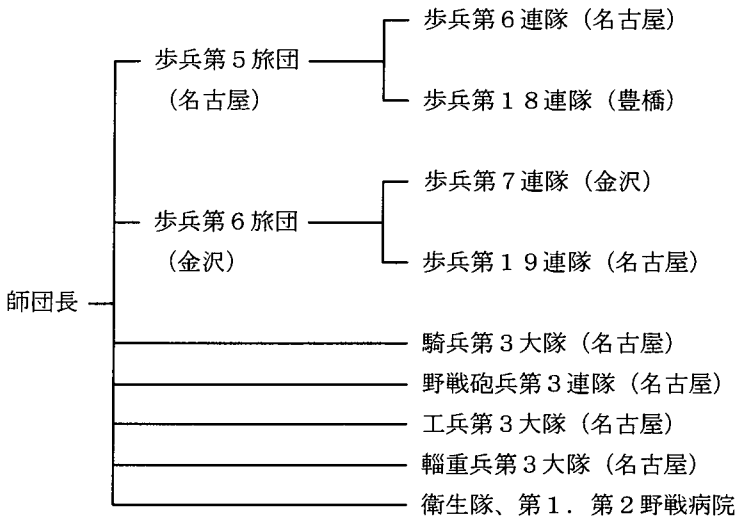 歩兵第6連隊（名古屋）
歩兵第5旅団
（名古屋）
歩兵第18連隊（豊橋）
歩兵第7連隊（金沢）
歩兵第6旅団
（金沢）
歩兵第19連隊（名古屋）
師団長
騎兵第3大隊（名古屋）
野戦砲兵第3連隊（名古屋）
工兵第3大隊（名古屋）
輜重兵第3大隊（名古屋）
衛生隊、第1．第2野戦病院